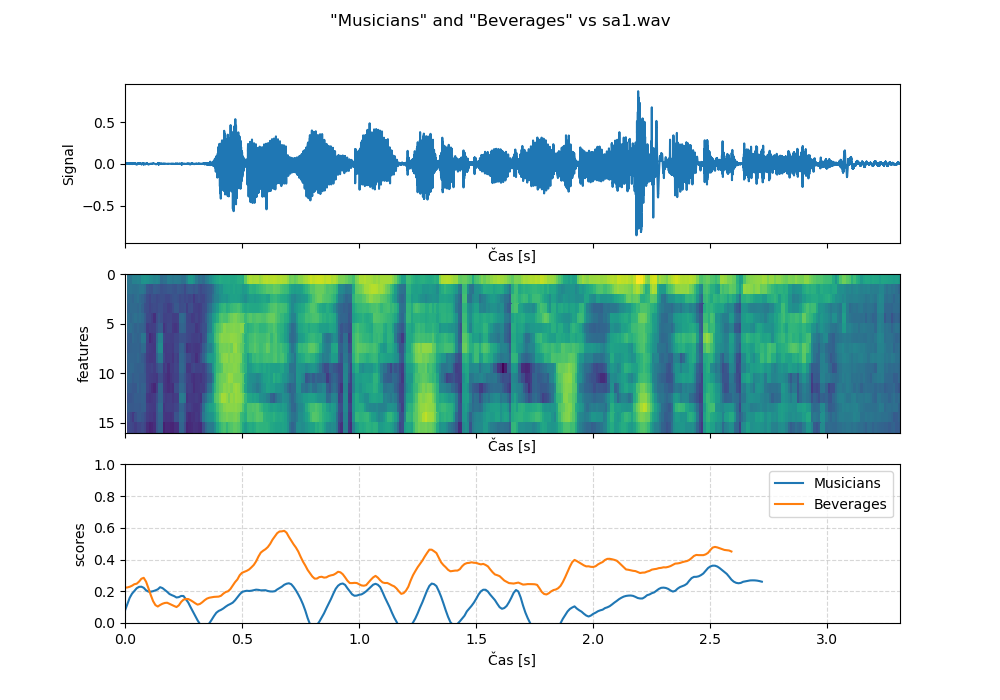 "Musicians" and "Beverages" vs sa1.wav
0.5
0.0
−0.5
Signal
Čas [s]
0
5
10
15
features
Čas [s]
1.0
0.8
0.6
0.4
0.2
0.0
scores
Musicians
Beverages
0.0 0.5 1.0 1.5 2.0 2.5 3.0
Čas [s]